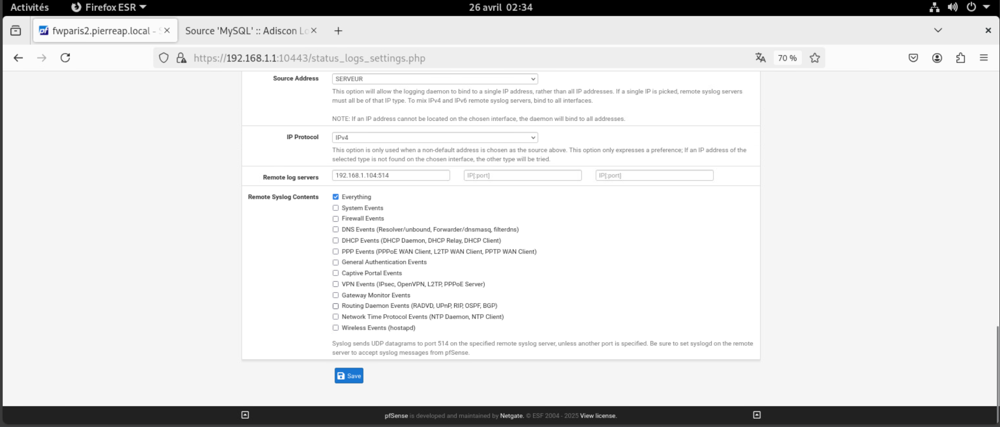 Activités
Firefox ESR
26 avril 02:34
fwparis2.pierreap.local -
Source 'MySQL' :: Adiscon Lo
https://192.168.1.1:10443/status_logs_settings.php
70 %
Source Address
SERVEUR
This option will allow the logging daemon to bind to a single IP address, rather than all IP addresses. If a single IP is picked, remote syslog servers
must all be of that IP type. To mix IPv4 and IPv6 remote syslog servers, bind to all interfaces.
NOTE: If an IP address cannot be located on the chosen interface, the daemon will bind to all addresses.
IP Protocol
IPv4
This option is only used when a non-default address is chosen as the source above. This option only expresses a preference; If an IP address of the
selected type is not found on the chosen interface, the other type will be tried.
Remote log servers
192.168.1.104:514
IP[:port]
IP[:port]
Remote Syslog Contents
Everything
System Events
Firewall Events
DNS Events (Resolver/unbound, Forwarder/dnsmasq, filterdns)
DHCP Events (DHCP Daemon, DHCP Relay, DHCP Client)
PPP Events (PPPoE WAN Client, L2TP WAN Client, PPTP WAN Client)
General Authentication Events
Captive Portal Events
VPN Events (IPsec, OpenVPN, L2TP, PPPoE Server)
Gateway Monitor Events
Routing Daemon Events (RADVD, UPnP, RIP, OSPF, BGP)
Network Time Protocol Events (NTP Daemon, NTP Client)
Wireless Events (hostapd)
Syslog sends UDP datagrams to port 514 on the specified remote syslog server, unless another port is specified. Be sure to set syslogd on the remote
server to accept syslog messages from pfSense.
Save
pfSense is developed and maintained by Netgate. © ESF 2004 - 2025 View license.